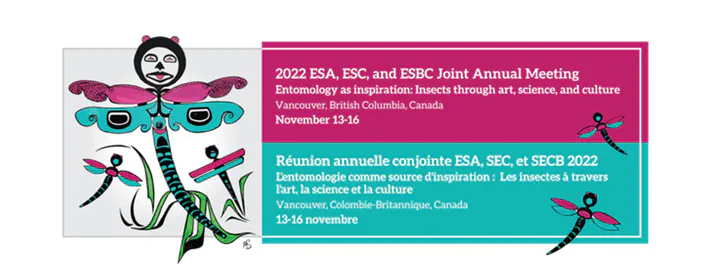 2022 ESA, ESC, and ESBC Joint Annual Meeting
Entomology as inspiration: Insects through art, science, and culture
Vancouver, British Columbia, Canada
November 13-16
Réunion annuelle conjointe ESA, SEC, et SECB 2022
L'entomologie comme source d'inspiration : Les insectes à travers
l'art, la science et la culture
Vancouver, Colombie-Britannique, Canada
13-16 novembre